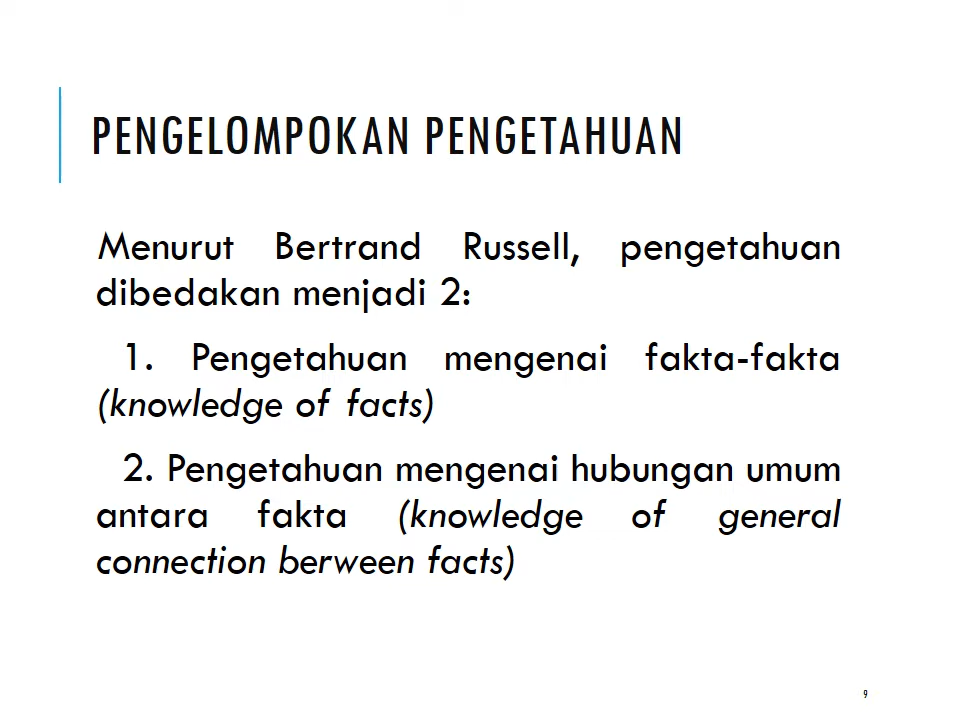 PENGELOMPOKAN PENGETAHUAN
Menurut Bertrand Russell, pengetahuan
dibedakan menjadi 2:
1. Pengetahuan mengenai fakta-fakta
(knowledge of facts)
2. Pengetahuan mengenai hubungan umum
antara fakta (knowledge of general
connection berween facts)
9